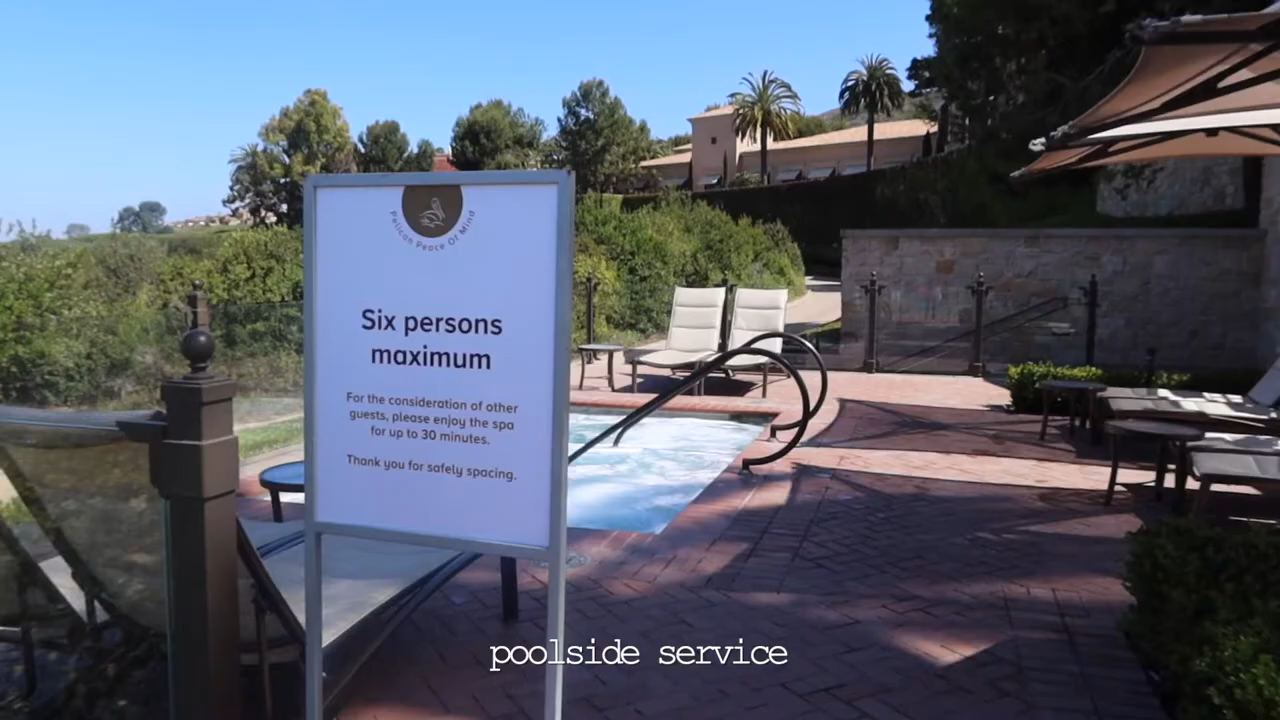 Pelican Peace Of Mind
Six persons
maximum
For the consideration of other
guests, please enjoy the spa
for up to 30 minutes.
Thank you for safely spacing.
poolside service